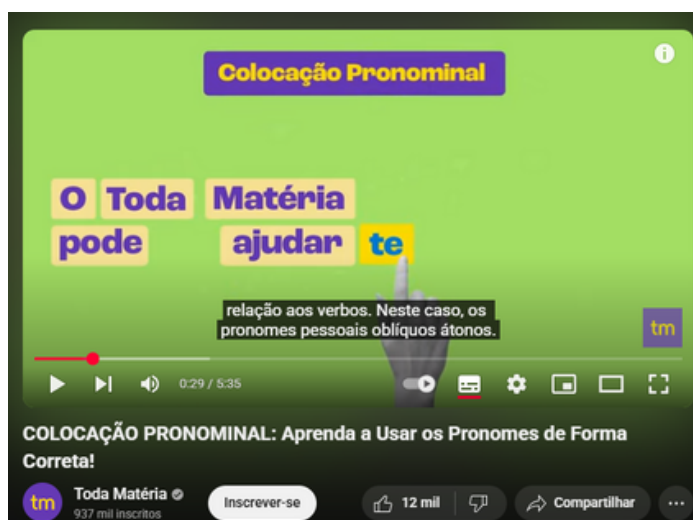 Colocação Pronominal
O Toda Matéria
pode ajudar te
relação aos verbos. Neste caso, os
pronomes pessoais oblíquos átonos.
tm
0:29 / 5:35
COLOCAÇÃO PRONOMINAL: Aprenda a Usar os Pronomes de Forma
Correta!
tm
Toda Matéria
937 mil inscritos
Inscrever-se
12 mil
Compartilhar